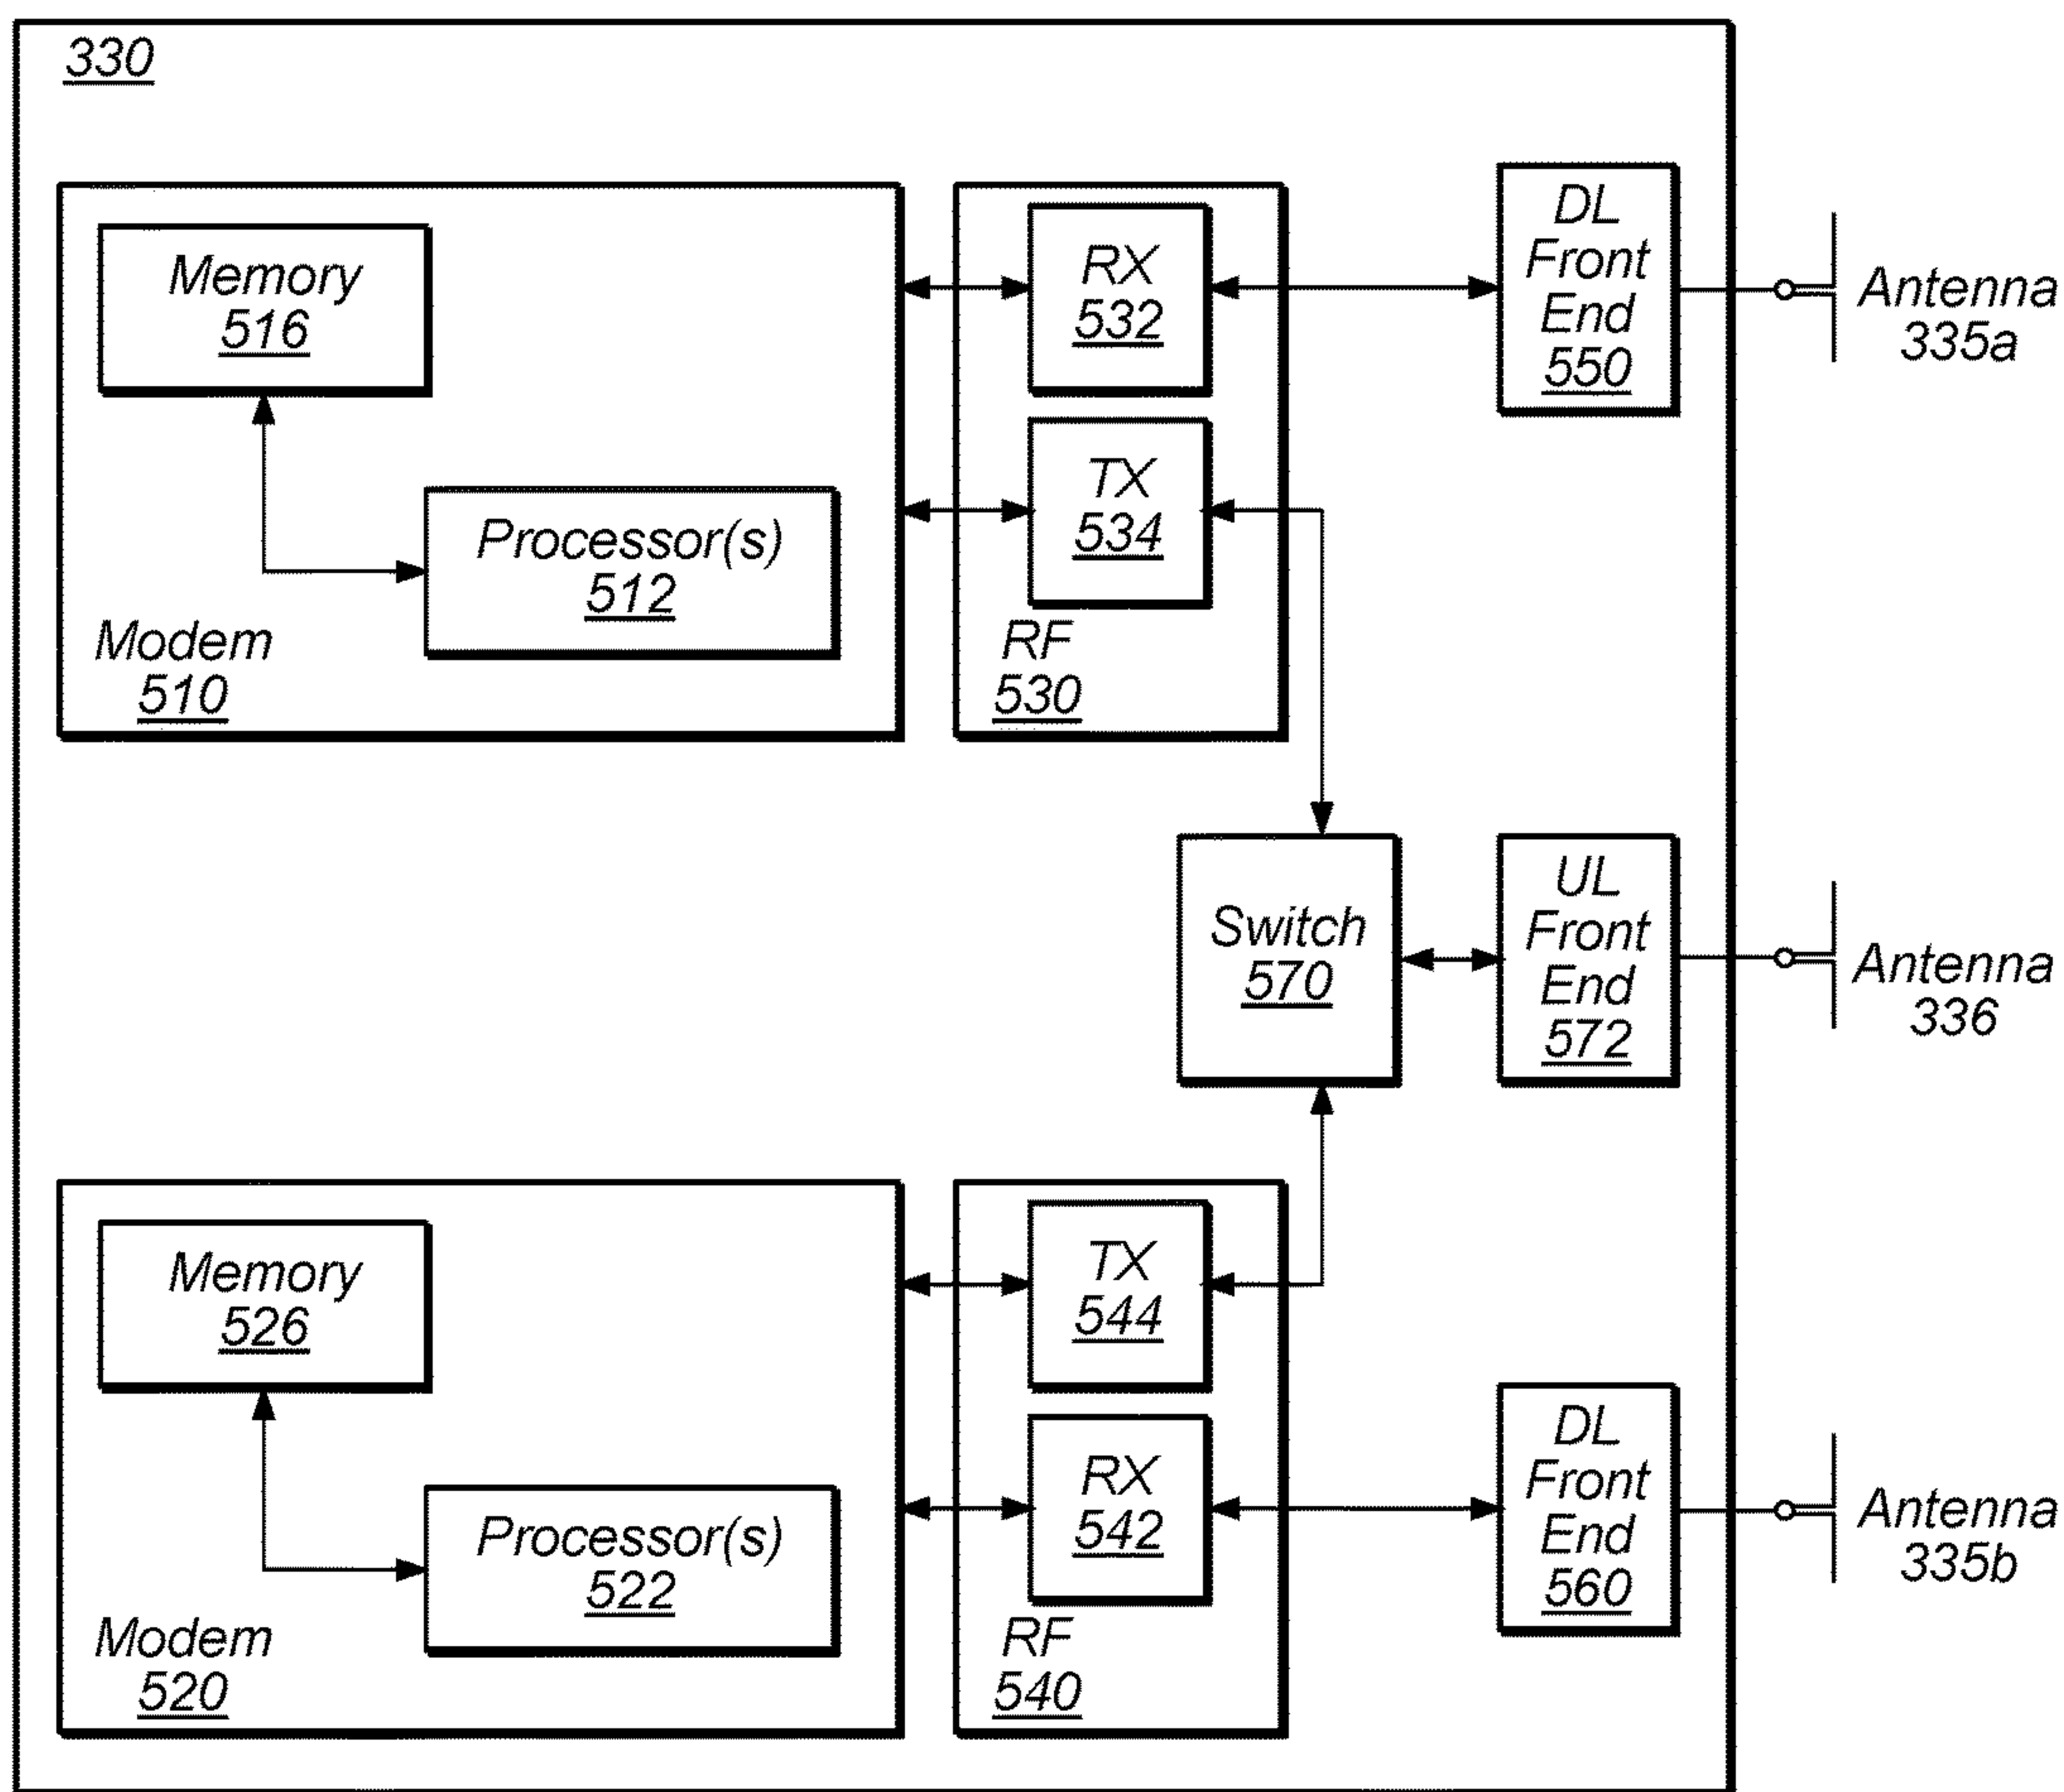 330
Memory
516
Processor(s)
512
Modem
510
RX
532
TX
534
RF
530
DL
Front
End
550
Antenna
335a
Switch
570
UL
Front
End
572
Antenna
336
Memory
526
Processor(s)
522
Modem
520
TX
544
RX
542
RF
540
DL
Front
End
560
Antenna
335b